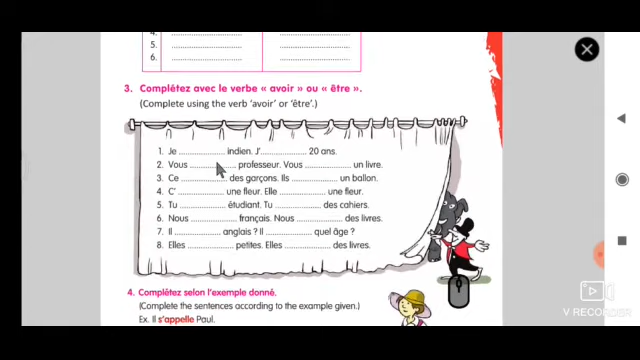 4. ........................ ........................
5. ........................ ........................
6. ........................ ........................
3. Complétez avec le verbe « avoir » ou « être ».
(Complete using the verb 'avoir' or 'être'.)
1. Je .................. indien. J'.................. 20 ans.
2. Vous .................. professeur. Vous .................. un livre.
3. Ce .................. des garçons. Ils .................. un ballon.
4. C' .................. une fleur. Elle .................. une fleur.
5. Tu .................. étudiant. Tu .................. des cahiers.
6. Nous .................. français. Nous .................. des livres.
7. Il .................. anglais ? Il .................. quel âge ?
8. Elles .................. petites. Elles .................. des livres.
4. Complétez selon l'exemple donné.
(Complete the sentences according to the example given.)
Ex. Il s'appelle Paul.
V RECORDER